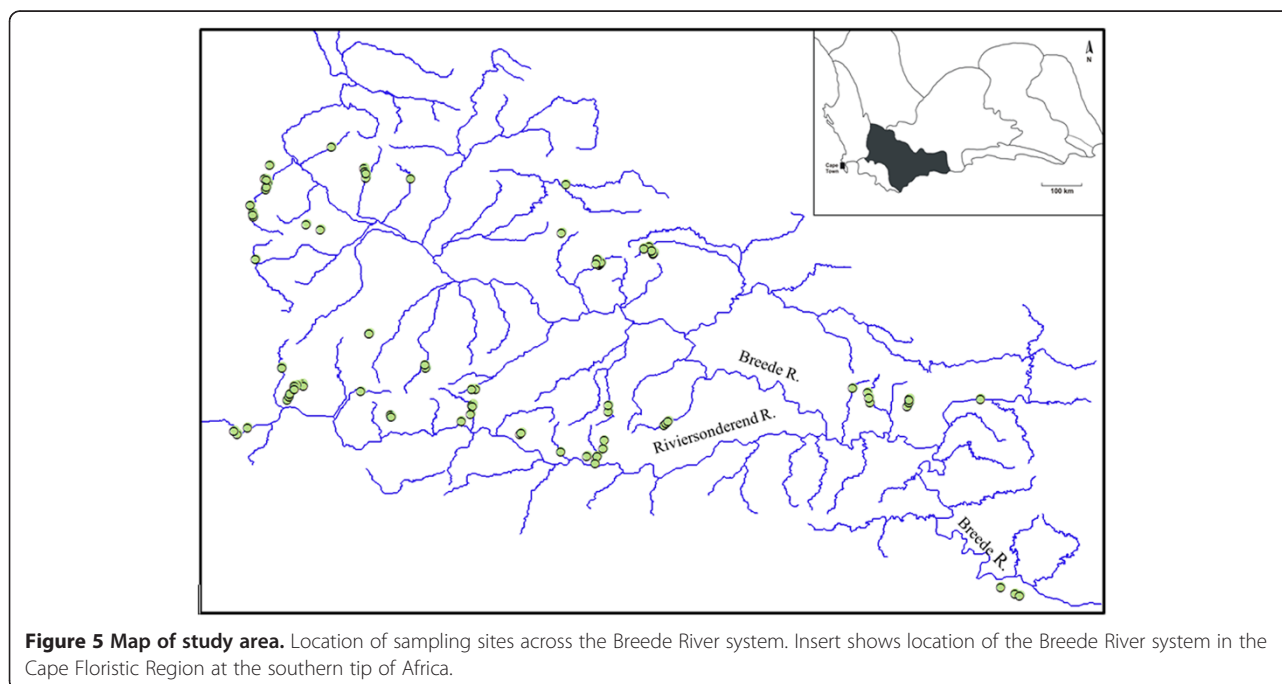 N
Cape
Town
100 km
Breede R.
Riviersonderend R.
Breede R.
Figure 5 Map of study area. Location of sampling sites across the Breede River system. Insert shows location of the Breede River system in the
Cape Floristic Region at the southern tip of Africa.